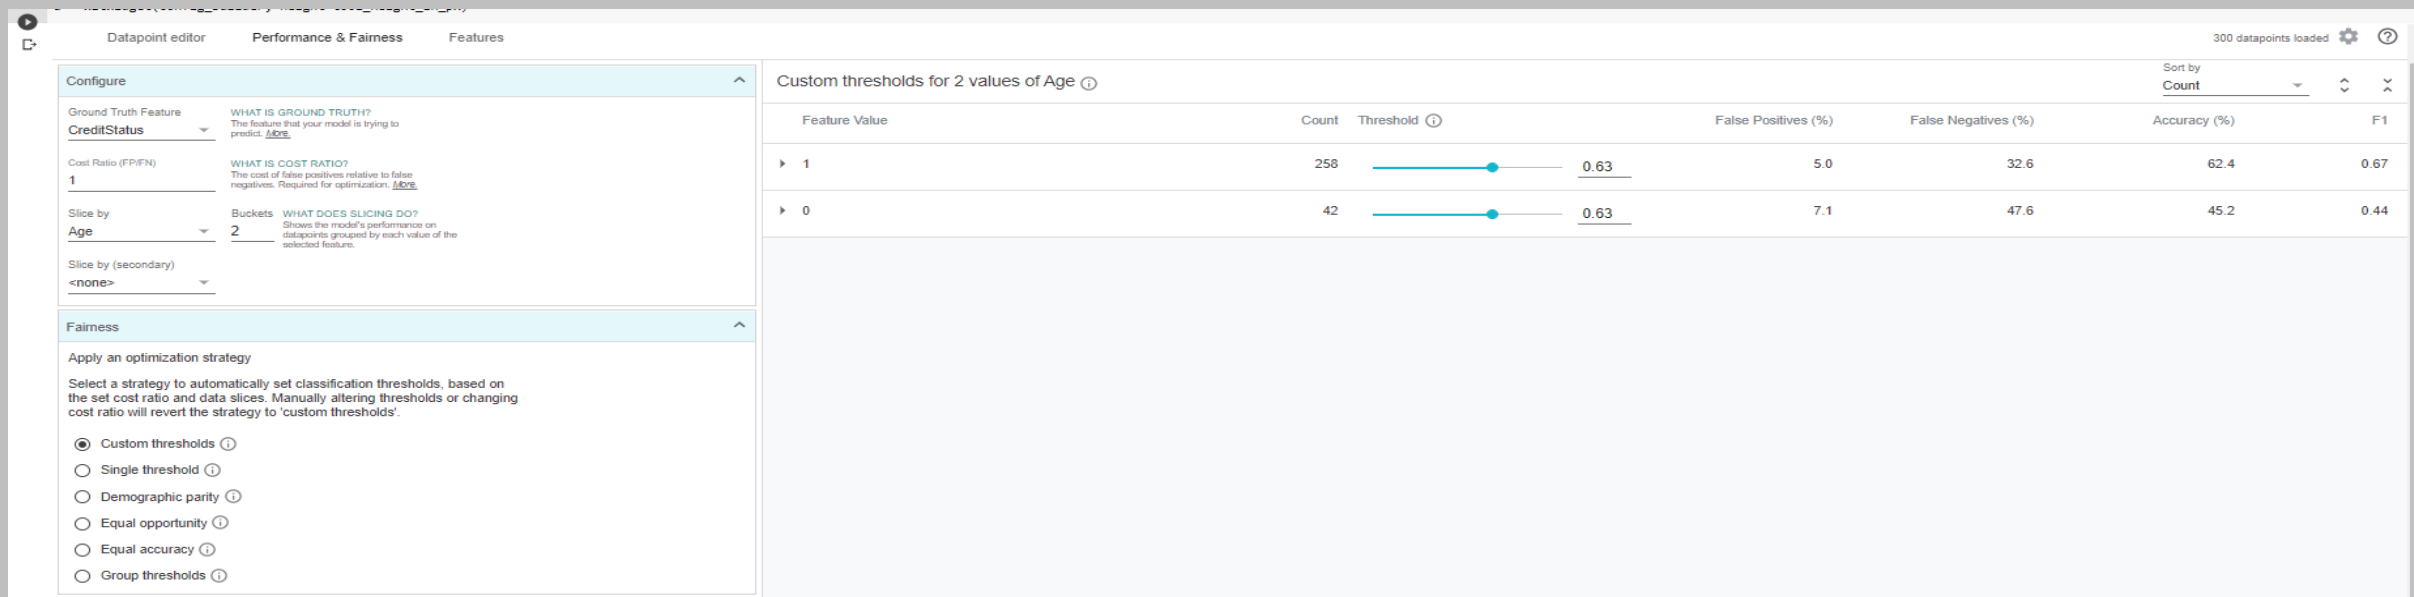 Datapoint editor Performance & Fairness Features 300 datapoints loaded
Configure
Ground Truth Feature
CreditStatus
WHAT IS GROUND TRUTH?
The feature that your model is trying to
predict. More.
Cost Ratio (FP/FN)
1
WHAT IS COST RATIO?
The cost of false positives relative to false
negatives. Required for optimization. More.
Slice by
Age
Buckets
2
WHAT DOES SLICING DO?
Shows the model's performance on
datapoints grouped by each value of the
selected feature.
Slice by (secondary)
<none>
Fairness
Apply an optimization strategy
Select a strategy to automatically set classification thresholds, based on
the set cost ratio and data slices. Manually altering thresholds or changing
cost ratio will revert the strategy to 'custom thresholds'.
Custom thresholds
Single threshold
Demographic parity
Equal opportunity
Equal accuracy
Group thresholds
Custom thresholds for 2 values of Age
Sort by
Count
Feature Value Count Threshold False Positives (%) False Negatives (%) Accuracy (%) F1
1 258 0.63 5.0 32.6 62.4 0.67
0 42 0.63 7.1 47.6 45.2 0.44